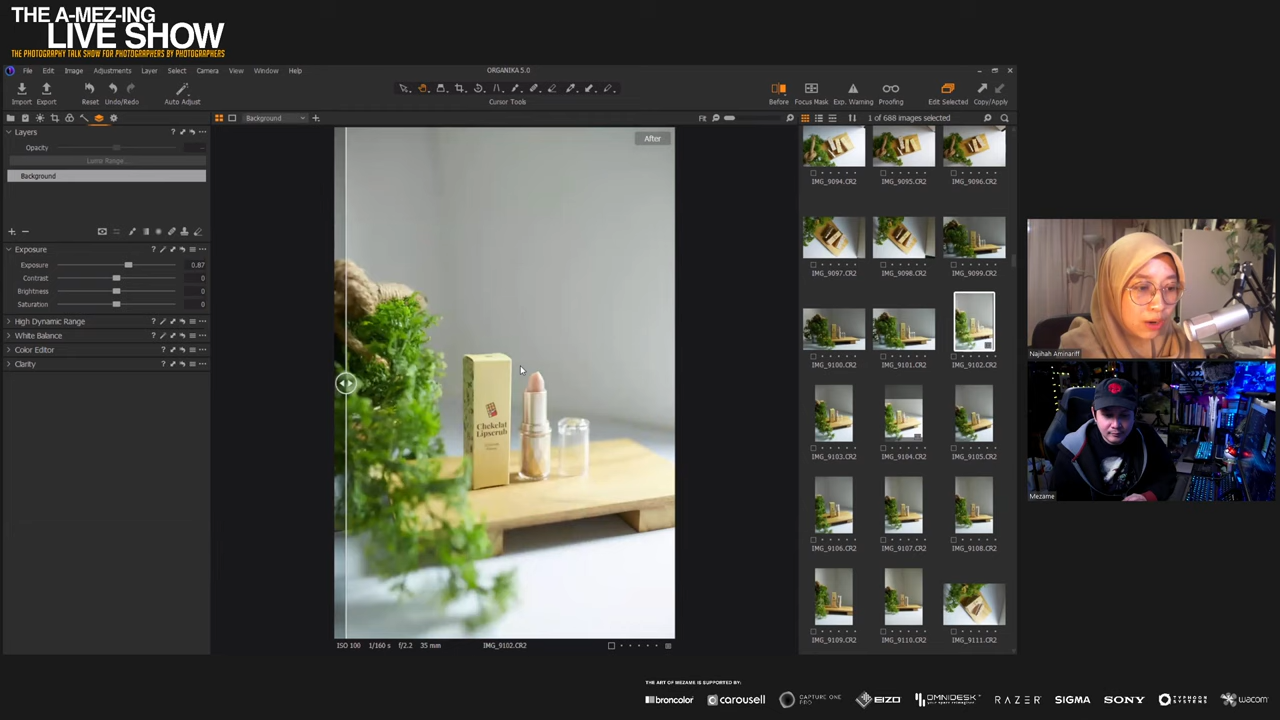 THE A-MEZ-ING
LIVE SHOW
THE PHOTOGRAPHY TALK SHOW FOR PHOTOGRAPHERS BY PHOTOGRAPHERS
File Edit Image Adjustments Layer Select Camera View Window Help
ORGANIKA 5.0
Import Export Reset Undo/Redo Auto Adjust
Cursor Tools
Before Focus Mask Exp. Warning Proofing Edit Selected Copy/Apply
Background
Fit
1 of 688 images selected
Layers
Opacity
Luma Range...
Background
Exposure
Exposure 0.87
Contrast 0
Brightness 0
Saturation 0
High Dynamic Range
White Balance
Color Editor
Clarity
After
Chekelat
Lipscrub
ISO 100 1/160 s f/2.2 35 mm
IMG_9102.CR2
IMG_9094.CR2 IMG_9095.CR2 IMG_9096.CR2
IMG_9097.CR2 IMG_9098.CR2 IMG_9099.CR2
IMG_9100.CR2 IMG_9101.CR2 IMG_9102.CR2
IMG_9103.CR2 IMG_9104.CR2 IMG_9105.CR2
IMG_9106.CR2 IMG_9107.CR2 IMG_9108.CR2
IMG_9109.CR2 IMG_9110.CR2 IMG_9111.CR2
Najihah Aminariff
Mezame
THE ART OF MEZAME IS SUPPORTED BY:
broncolor carousell CAPTURE ONE PRO EIZO OMNIDESK RAZER SIGMA SONY TYPHOON SYSTEMS wacom